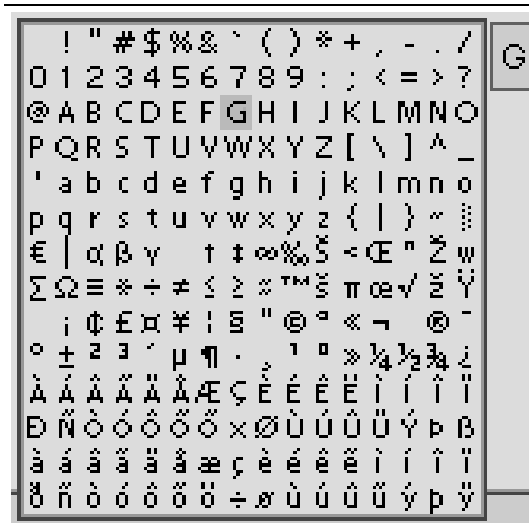 ! " # $ % & ` ( ) * + , - . / G
0 1 2 3 4 5 6 7 8 9 : ; < = > ?
@ A B C D E F G H I J K L M N O
P Q R S T U V W X Y Z [ \ ] ^ _
' a b c d e f g h i j k l m n o
p q r s t u v w x y z { | } ~
€ | α β γ † ‡ ∞ ‰ Š < Œ " Ž w
Σ Ω ≡ ÷ ≠ ≤ ≥ ™ š π œ √ ž Ÿ
¡ ¢ £ ¤ ¥ ¦ § " © ª « ¬ ® ¯
° ± ² ³ ´ µ ¶ · ¸ ¹ º » ¼ ½ ¾ ¿
À Á Â Ã Ä Å Æ Ç È É Ê Ë Ì Í Î Ï
Ð Ñ Ò Ó Ô Õ Ö × Ø Ù Ú Û Ü Ý Þ ß
à á â ã ä å æ ç è é ê ë ì í î ï
ð ñ ò ó ô õ ö ÷ ø ù ú û ü ý þ ÿ